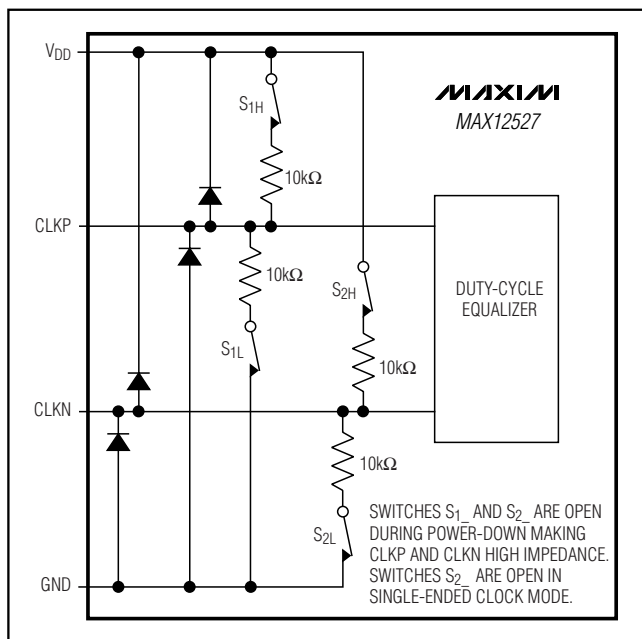 VDD
S1H
MAXIM
MAX12527
10kΩ
CLKP
10kΩ
S2H
DUTY-CYCLE
EQUALIZER
S1L
10kΩ
CLKN
10kΩ
SWITCHES S1_ AND S2_ ARE OPEN
DURING POWER-DOWN MAKING
CLKP AND CLKN HIGH IMPEDANCE.
SWITCHES S2_ ARE OPEN IN
SINGLE-ENDED CLOCK MODE.
S2L
GND